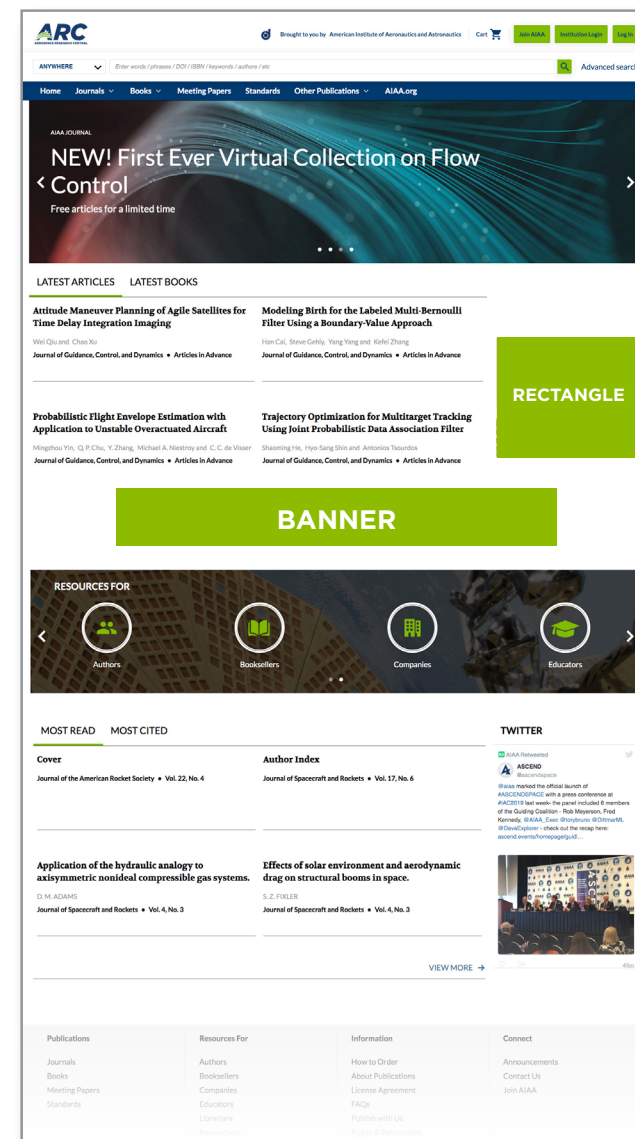 ARC
AEROSPACE RESEARCH CENTRAL
Brought to you by American Institute of Aeronautics and Astronautics
Cart
Join AIAA
Institution Login
Log In
ANYWHERE
Enter words / phrases / DOI / ISBN / keywords / authors / etc
Advanced search
Home Journals Books Meeting Papers Standards Other Publications AIAA.org
AIAA JOURNAL
NEW! First Ever Virtual Collection on Flow
Control
Free articles for a limited time
LATEST ARTICLES LATEST BOOKS
Attitude Maneuver Planning of Agile Satellites for
Time Delay Integration Imaging
Wei Qiu and Chao Xu
Journal of Guidance, Control, and Dynamics • Articles in Advance
Modeling Birth for the Labeled Multi-Bernoulli
Filter Using a Boundary-Value Approach
Han Cai, Steve Gehly, Yang Yang and Kefei Zhang
Journal of Guidance, Control, and Dynamics • Articles in Advance
RECTANGLE
Probabilistic Flight Envelope Estimation with
Application to Unstable Overactuated Aircraft
Mingzhou Yin, Q. P. Chu, Y. Zhang, Michael A. Niestroy and C. C. de Visser
Journal of Guidance, Control, and Dynamics • Articles in Advance
Trajectory Optimization for Multitarget Tracking
Using Joint Probabilistic Data Association Filter
Shaoming He, Hyo-Sang Shin and Antonios Tsourdos
Journal of Guidance, Control, and Dynamics • Articles in Advance
BANNER
RESOURCES FOR
Authors
Booksellers
Companies
Educators
MOST READ MOST CITED
Cover
Journal of the American Rocket Society • Vol. 22, No. 4
Author Index
Journal of Spacecraft and Rockets • Vol. 17, No. 6
Application of the hydraulic analogy to
axisymmetric nonideal compressible gas systems.
D. M. ADAMS
Journal of Spacecraft and Rockets • Vol. 4, No. 3
Effects of solar environment and aerodynamic
drag on structural booms in space.
S. Z. FIXLER
Journal of Spacecraft and Rockets • Vol. 4, No. 3
VIEW MORE
TWITTER
AIAA Retweeted
ASCEND
@ascendspace
@aiaa marked the official launch of
#ASCENDSPACE with a press conference at
#IAC2019 last week- the panel included 6 members
of the Guiding Coalition - Rob Meyerson, Fred
Kennedy, @AIAA_Exec @torybruno @DittmarML
@DavaExplorer - check out the recap here:
ascend.events/homepage/guidi...
Publications
Journals
Books
Meeting Papers
Standards
Resources For
Authors
Booksellers
Companies
Educators
Librarians
Researchers
Information
How to Order
About Publications
License Agreement
FAQs
Publish with Us
Rights & Permissions
Connect
Announcements
Contact Us
Join AIAA